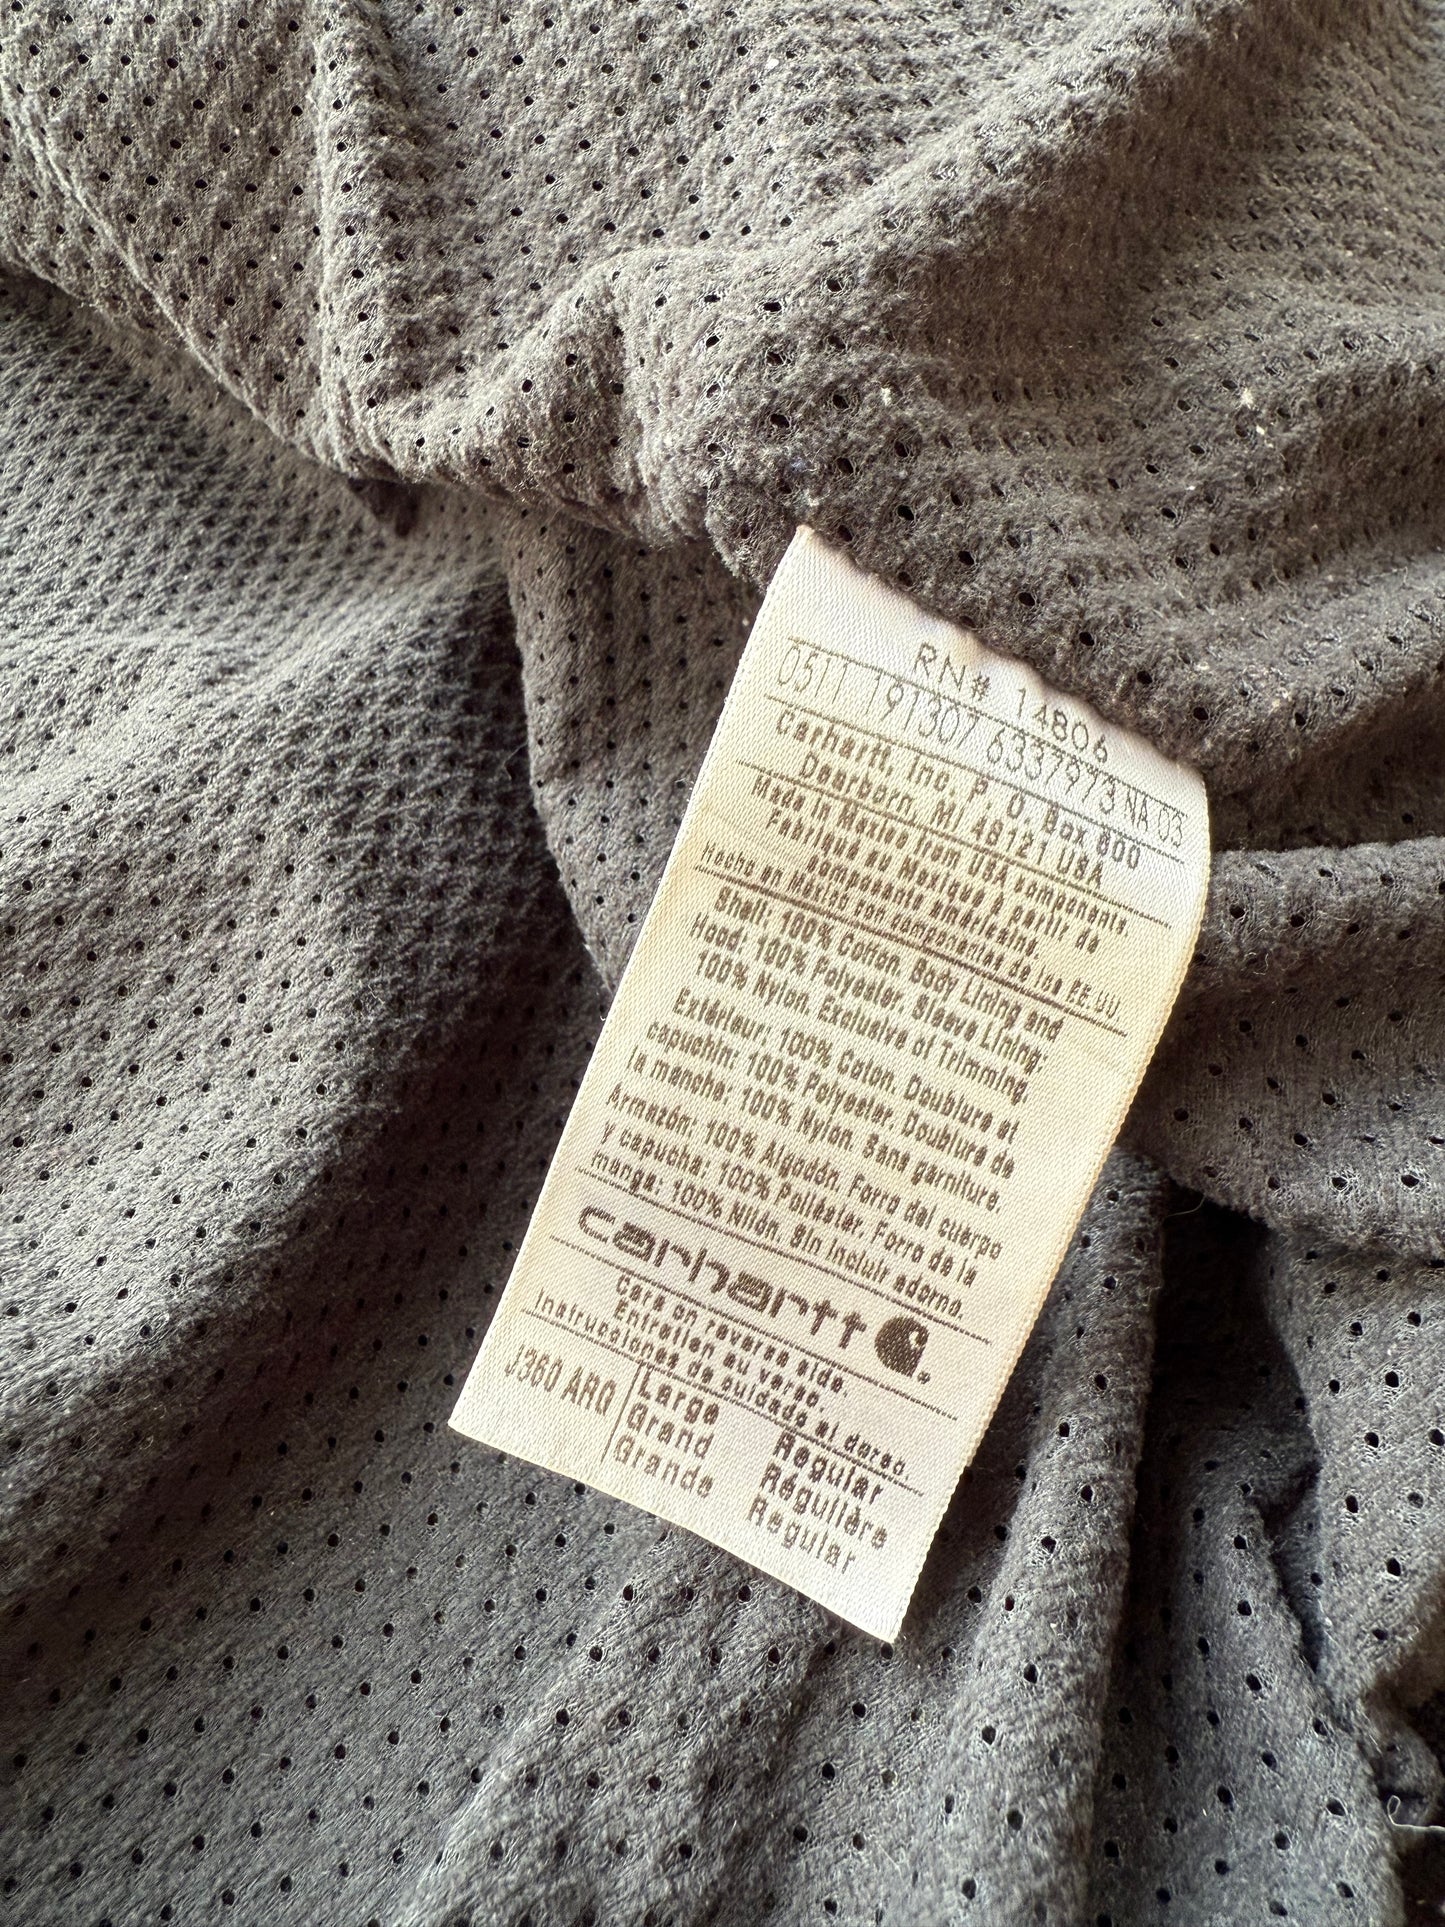 RN# 14806
0511 191307 6337973 NA 03
Carhartt, Inc. P. O. Box 600
Dearborn, MI 48121 USA
Made in Mexico from USA components.
Fabriqué au Mexique à partir de
composants américains.
Hecho en México con componentes de los EE.UU.
Shell: 100% Cotton. Body Lining and
Hood: 100% Polyester. Sleeve Lining:
100% Nylon. Exclusive of Trimming.
Extérieur: 100% Coton. Doublure et
capuchin: 100% Polyester. Doublure de
la manche: 100% Nylon. Sans garniture.
Armazón: 100% Algodón. Forro del cuerpo
y capucha: 100% Poliéster. Forro de la
manga: 100% Nilón. Sin incluir adorno.
carhartt
Care on reverse side.
Entretien au verso.
Instrucciones de cuidado al dorso.
J360 ARG Large Regular
Grand Régulière
Grande Regular